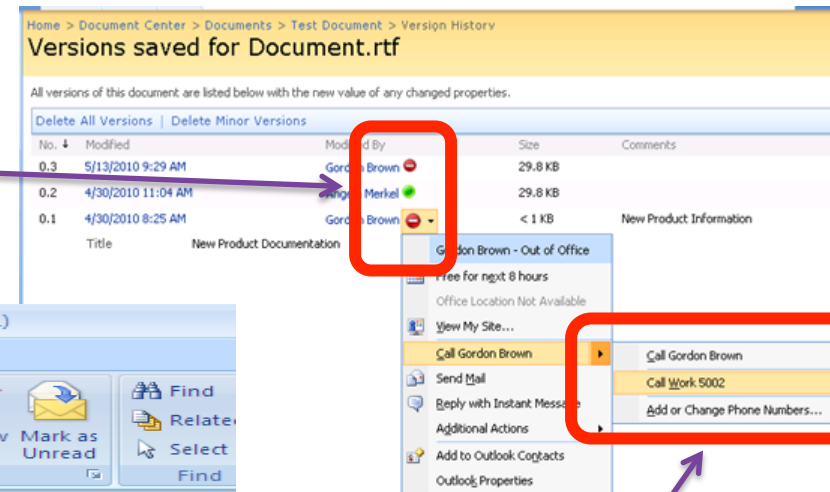 Home > Document Center > Documents > Test Document > Version History
Versions saved for Document.rtf
All versions of this document are listed below with the new value of any changed properties.
Delete All Versions | Delete Minor Versions
No. Modified Modified By Size Comments
0.3 5/13/2010 9:29 AM Gordon Brown 29.8 KB
0.2 4/30/2010 11:04 AM Angela Merkel 29.8 KB
0.1 4/30/2010 8:25 AM Gordon Brown < 1 KB New Product Information
Title New Product Documentation
Gordon Brown - Out of Office
Free for next 8 hours
Office Location Not Available
View My Site...
Call Gordon Brown
Send Mail
Reply with Instant Message
Additional Actions
Add to Outlook Contacts
Outlook Properties
Call Gordon Brown
Call Work 5002
Add or Change Phone Numbers...
Mark as
Unread
Find
Relate
Select
Find